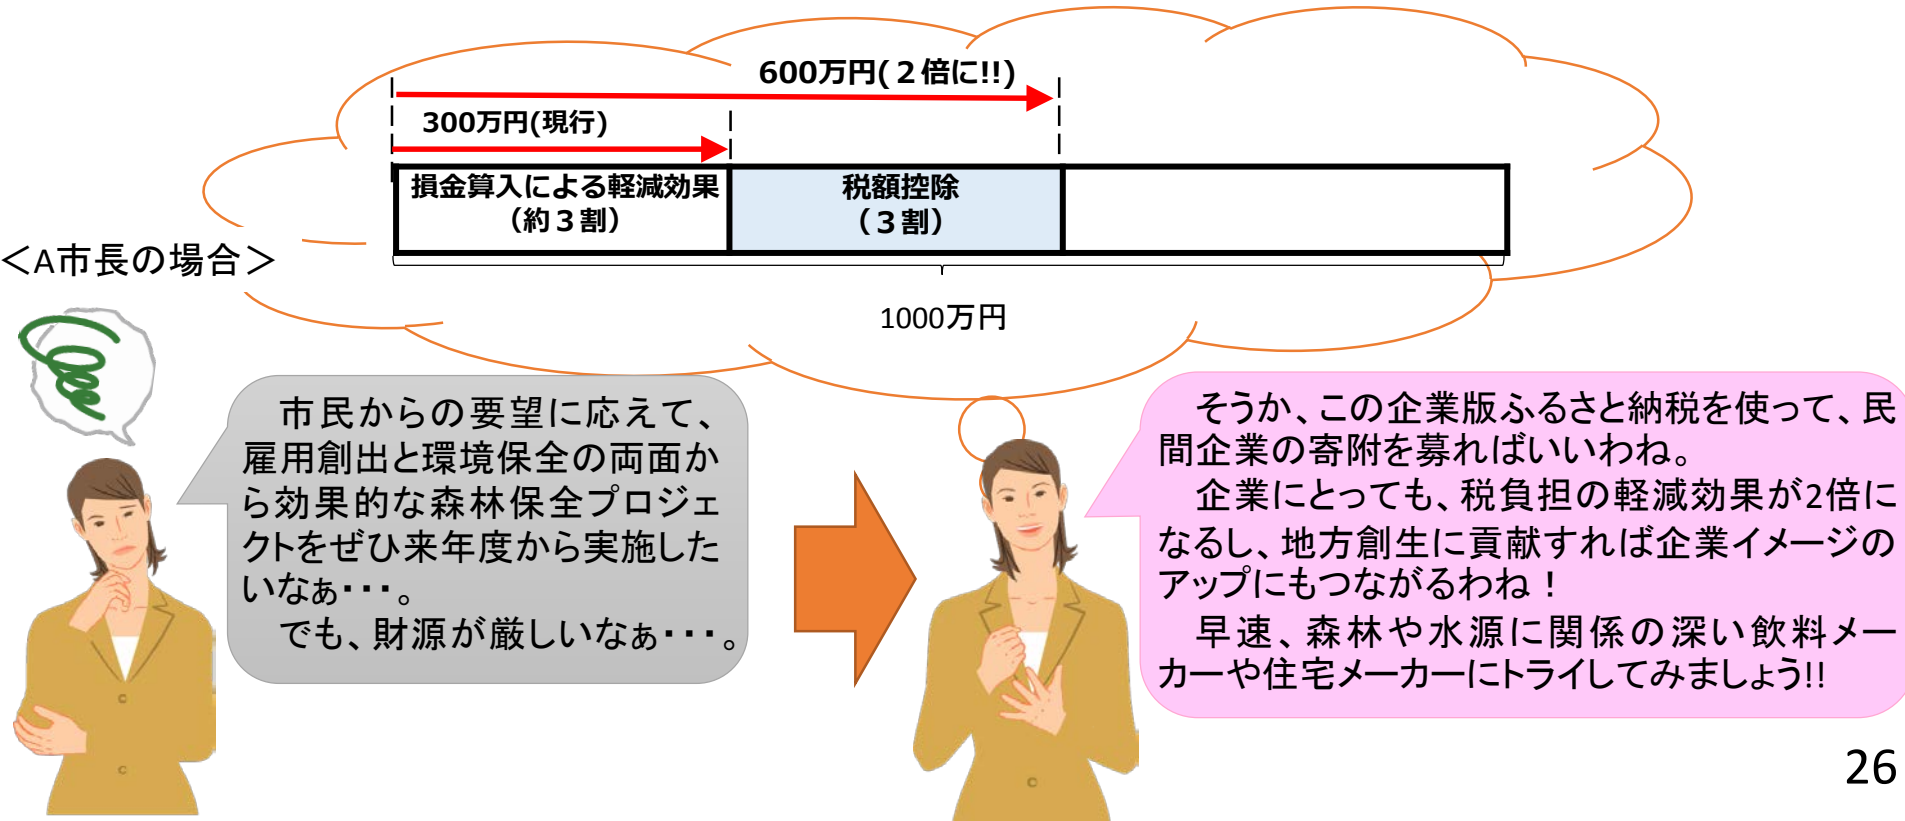 600万円(２倍に!!)
300万円(現行)
損金算入による軽減効果
（約３割）
税額控除
（３割）
1000万円
＜A市長の場合＞
市民からの要望に応えて、
雇用創出と環境保全の両面か
ら効果的な森林保全プロジェ
クトをぜひ来年度から実施した
いなぁ・・・。
でも、財源が厳しいなぁ・・・。
そうか、この企業版ふるさと納税を使って、民
間企業の寄附を募ればいいわね。
企業にとっても、税負担の軽減効果が2倍に
なるし、地方創生に貢献すれば企業イメージの
アップにもつながるわね！
早速、森林や水源に関係の深い飲料メー
カーや住宅メーカーにトライしてみましょう!!
26